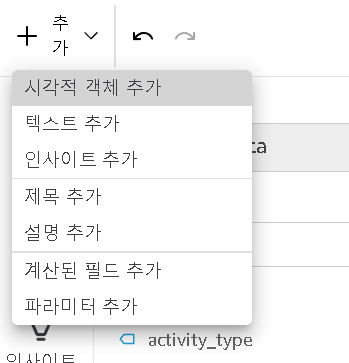 추
가
시각적 객체 추가
텍스트 추가
인사이트 추가
ta
제목 추가
설명 추가
계산된 필드 추가
파라미터 추가
activity_type
인사이트